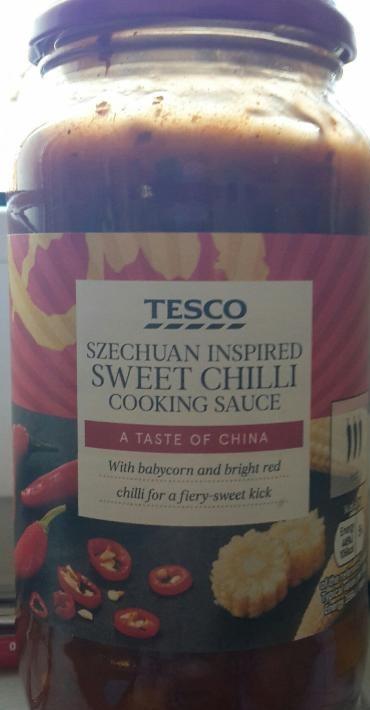 TESCO
SZECHUAN INSPIRED
SWEET CHILLI
COOKING SAUCE
A TASTE OF CHINA
With babycorn and bright red
chilli for a fiery-sweet kick
Energy